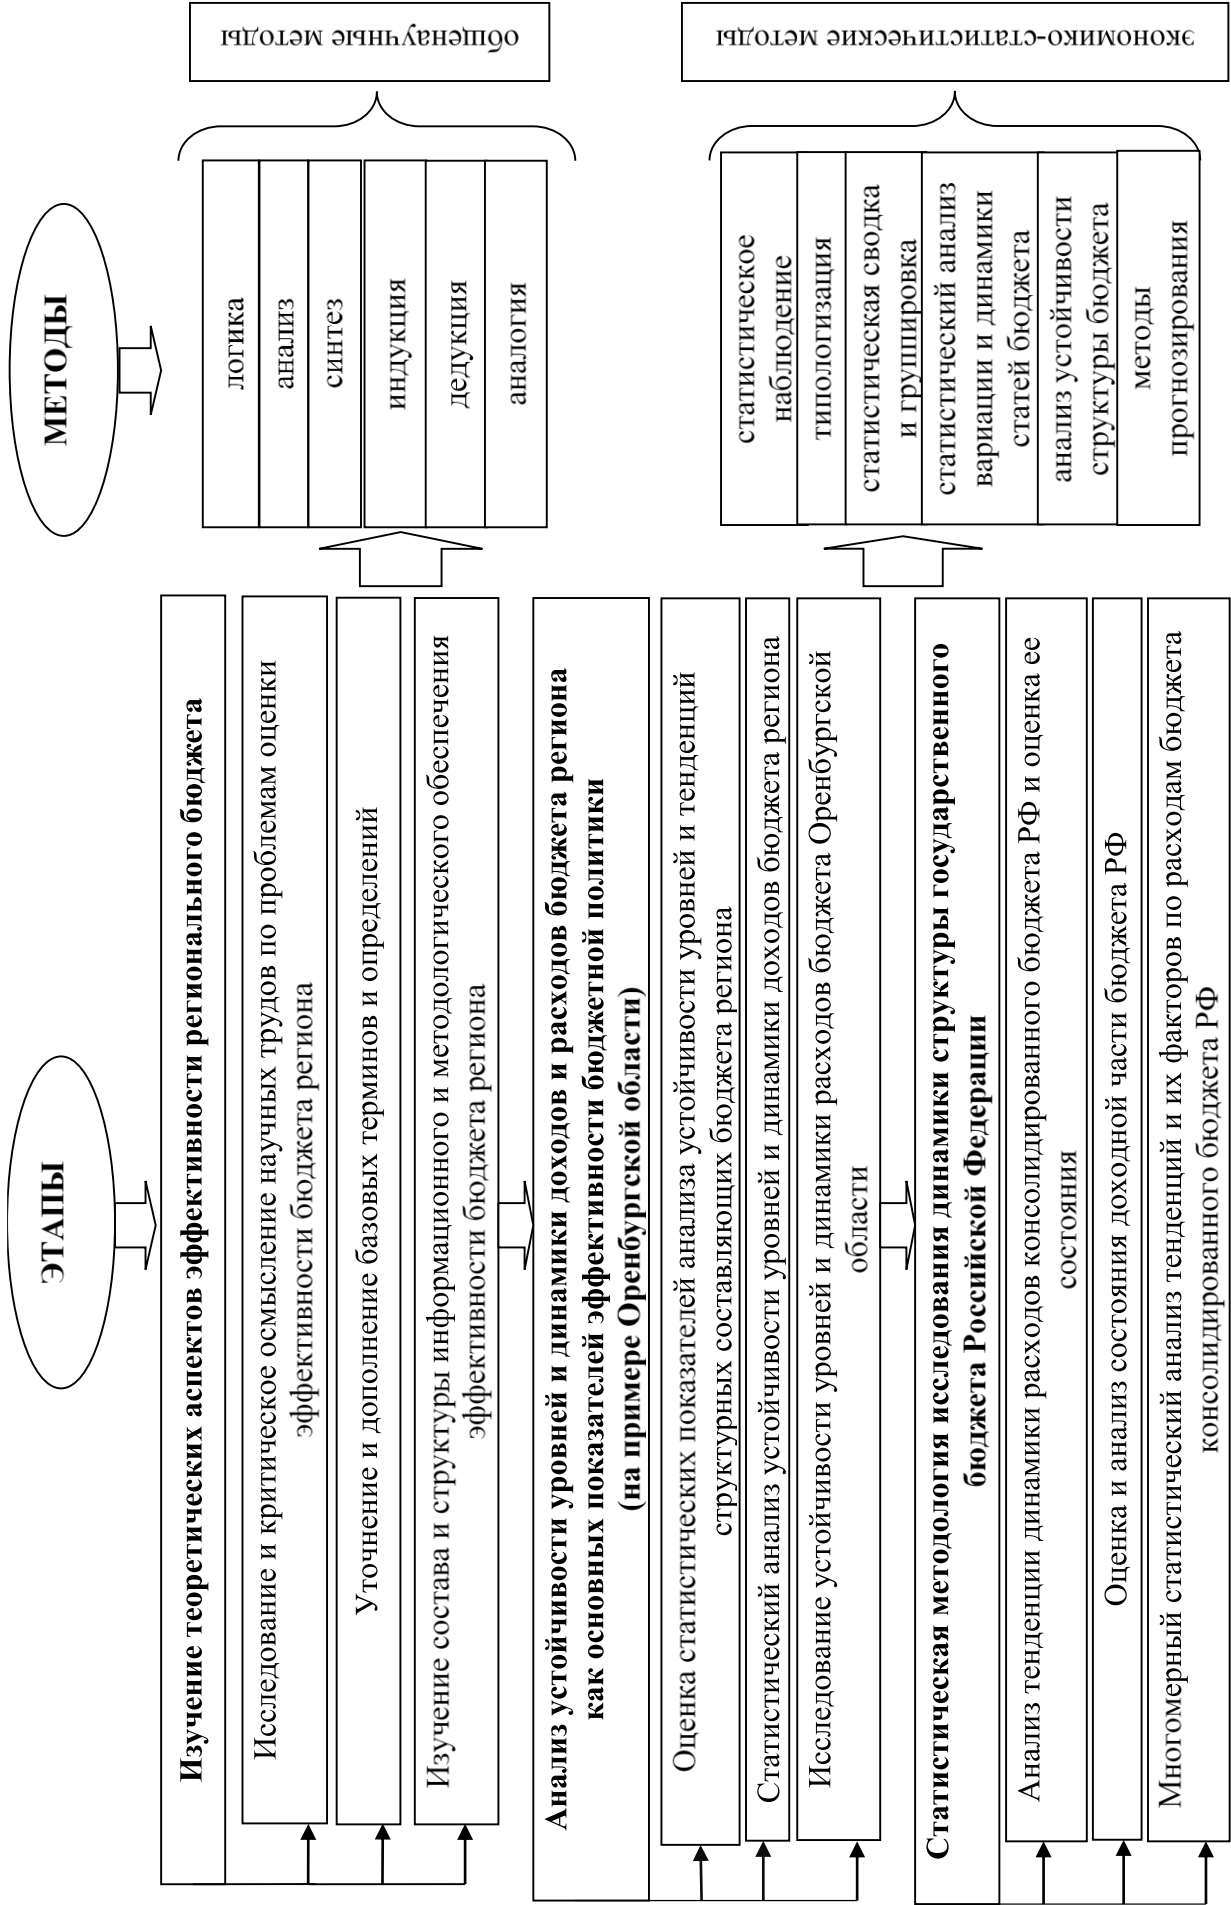 ЭТАПЫ
МЕТОДЫ
Изучение теоретических аспектов эффективности регионального бюджета
Исследование и критическое осмысление научных трудов по проблемам оценки
эффективности бюджета региона
Уточнение и дополнение базовых терминов и определений
Изучение состава и структуры информационного и методологического обеспечения
эффективности бюджета региона
логика
анализ
синтез
индукция
дедукция
аналогия
общенаучные методы
Анализ устойчивости уровней и динамики доходов и расходов бюджета региона
как основных показателей эффективности бюджетной политики
(на примере Оренбургской области)
Оценка статистических показателей анализа устойчивости уровней и тенденций
структурных составляющих бюджета региона
Статистический анализ устойчивости уровней и динамики доходов бюджета региона
Исследование устойчивости уровней и динамики расходов бюджета Оренбургской
области
Статистическая методология исследования динамики структуры государственного
бюджета Российской Федерации
Анализ тенденции динамики расходов консолидированного бюджета РФ и оценка ее
состояния
Оценка и анализ состояния доходной части бюджета РФ
Многомерный статистический анализ тенденций и их факторов по расходам бюджета
консолидированного бюджета РФ
статистическое
наблюдение
типологизация
статистическая сводка
и группировка
статистический анализ
вариации и динамики
статей бюджета
анализ устойчивости
структуры бюджета
методы
прогнозирования
экономико-статистические методы